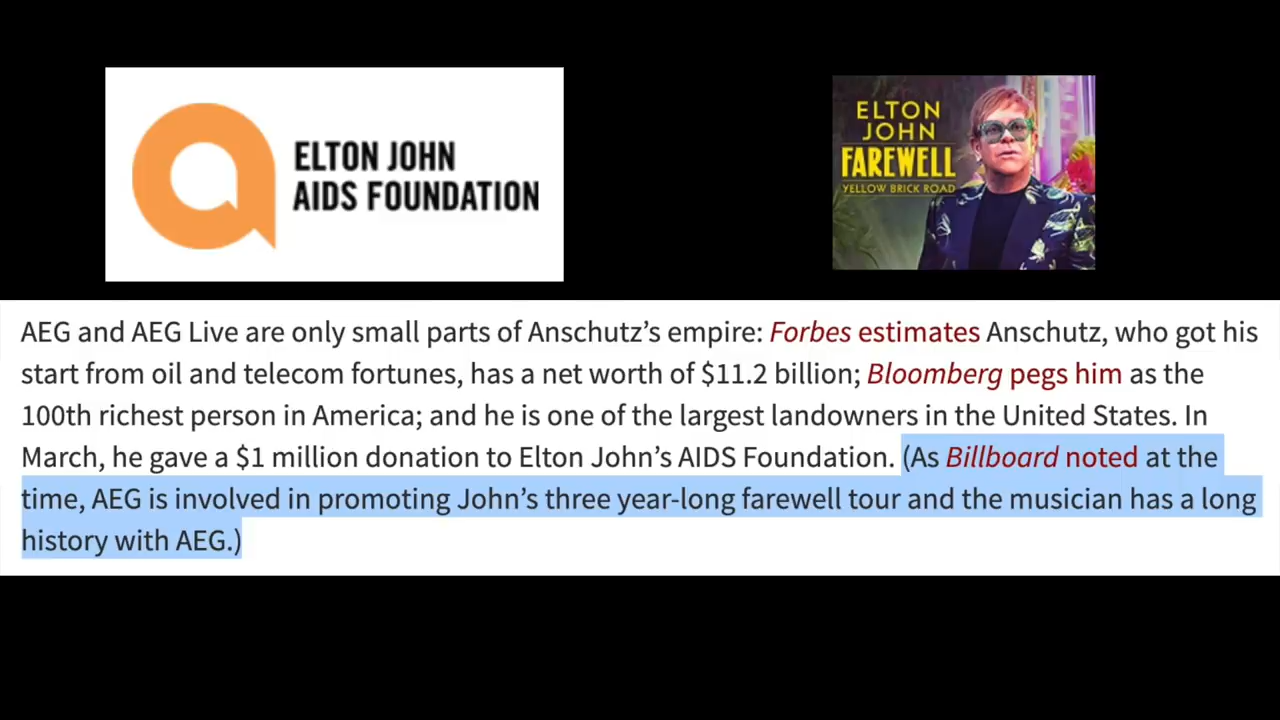 ELTON JOHN
AIDS FOUNDATION
ELTON
JOHN
FAREWELL
YELLOW BRICK ROAD
AEG and AEG Live are only small parts of Anschutz’s empire: Forbes estimates Anschutz, who got his
start from oil and telecom fortunes, has a net worth of $11.2 billion; Bloomberg pegs him as the
100th richest person in America; and he is one of the largest landowners in the United States. In
March, he gave a $1 million donation to Elton John’s AIDS Foundation. (As Billboard noted at the
time, AEG is involved in promoting John’s three year-long farewell tour and the musician has a long
history with AEG.)